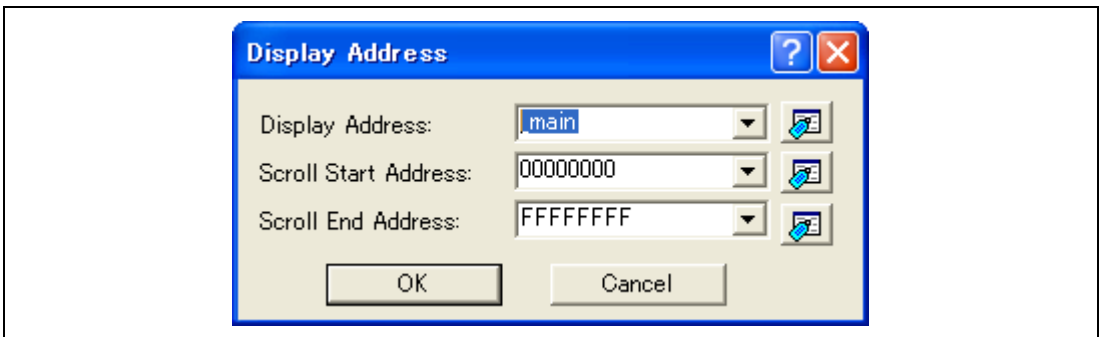 Display Address
Display Address: _main
Scroll Start Address: 00000000
Scroll End Address: FFFFFFFF
OK Cancel